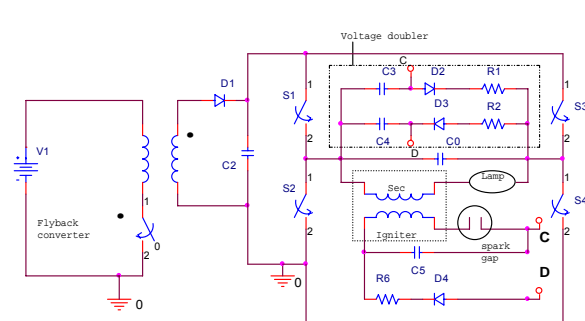 Voltage doubler
C
C3 D2 R1
D1
1
S1
1
S3
D3
R2
2
C4
2
V1
D
C0
C2
Lamp
1
Sec
1
S2
S4
1
Flyback
converter
0
2
Igniter
2
C
2
spark
gap
C5
D
R6 D4
0
0